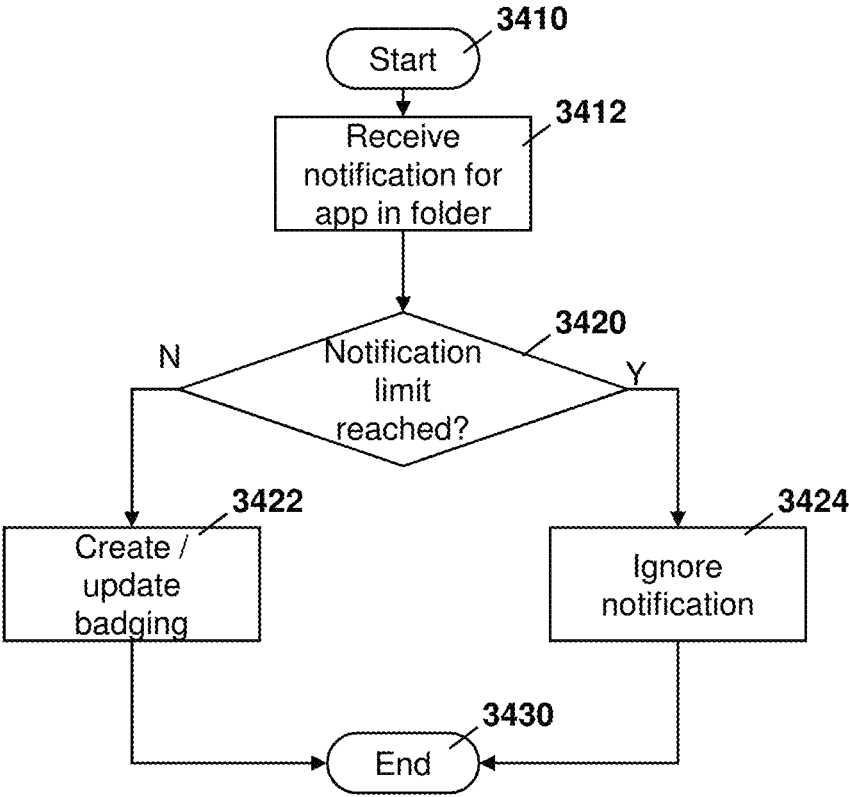 3410
Start
3412
Receive
notification for
app in folder
3420
N
Notification
limit
reached?
Y
3422
Create /
update
badging
3424
Ignore
notification
3430
End